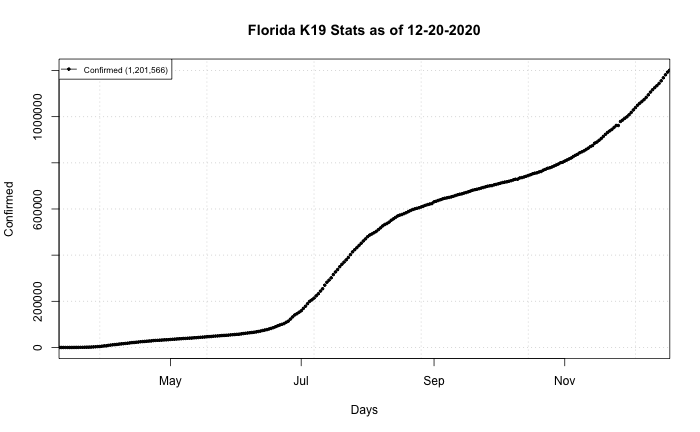 Florida K19 Stats as of 12-20-2020
Confirmed (1,201,566)
Confirmed
0
200000
600000
1000000
May
Jul
Sep
Nov
Days